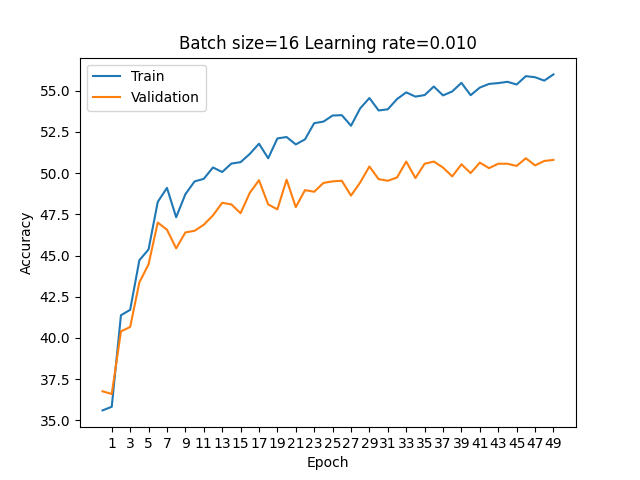 Batch size=16 Learning rate=0.010
Train
Validation
55.0
52.5
50.0
47.5
45.0
42.5
40.0
37.5
35.0
Accuracy
1 3 5 7 9 11 13 15 17 19 21 23 25 27 29 31 33 35 37 39 41 43 45 47 49
Epoch